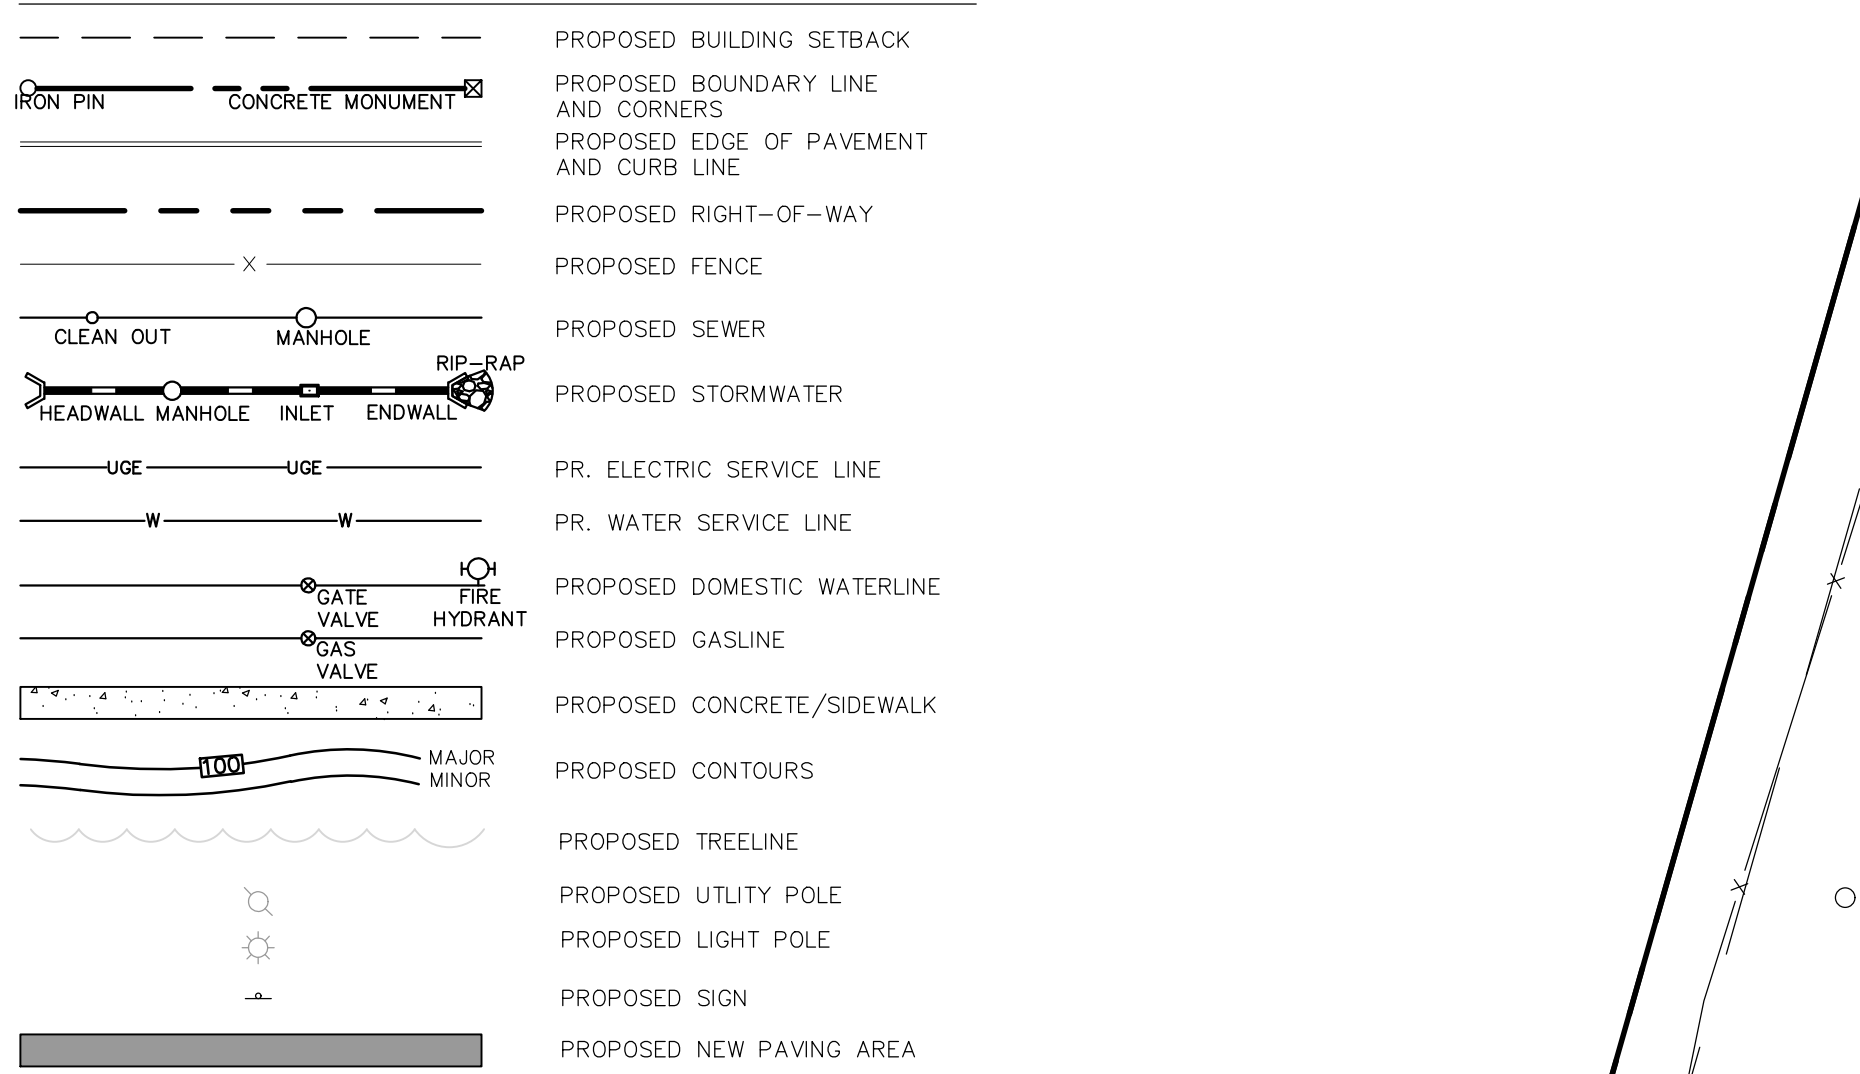 PROPOSED BUILDING SETBACK
IRON PIN
CONCRETE MONUMENT
PROPOSED BOUNDARY LINE
AND CORNERS
PROPOSED EDGE OF PAVEMENT
AND CURB LINE
PROPOSED RIGHT-OF-WAY
X
PROPOSED FENCE
CLEAN OUT
MANHOLE
PROPOSED SEWER
RIP-RAP
HEADWALL
MANHOLE
INLET
ENDWALL
PROPOSED STORMWATER
UGE
UGE
PR. ELECTRIC SERVICE LINE
W
W
PR. WATER SERVICE LINE
GATE
VALVE
FIRE
HYDRANT
PROPOSED DOMESTIC WATERLINE
GAS
VALVE
PROPOSED GASLINE
PROPOSED CONCRETE/SIDEWALK
100
MAJOR
MINOR
PROPOSED CONTOURS
PROPOSED TREELINE
PROPOSED UTLITY POLE
PROPOSED LIGHT POLE
PROPOSED SIGN
PROPOSED NEW PAVING AREA
X
X